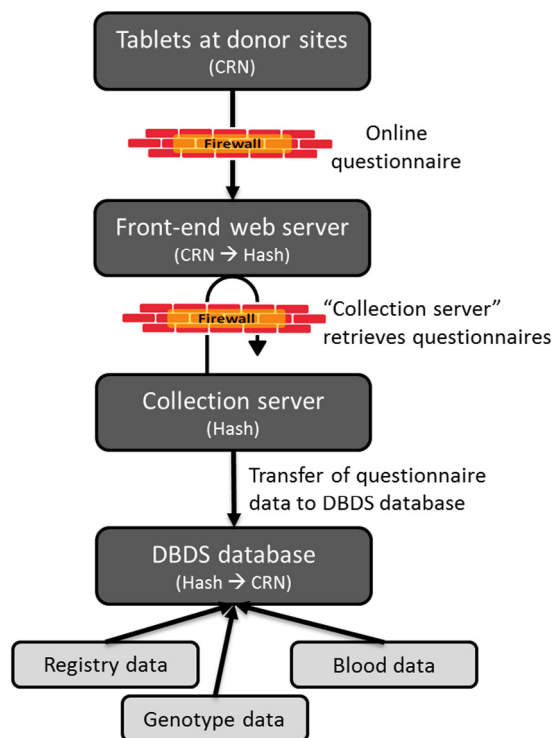 Tablets at donor sites
(CRN)
Firewall
Online
questionnaire
Front-end web server
(CRN → Hash)
Firewall
“Collection server”
retrieves questionnaires
Collection server
(Hash)
Transfer of questionnaire
data to DBDS database
DBDS database
(Hash → CRN)
Registry data
Blood data
Genotype data